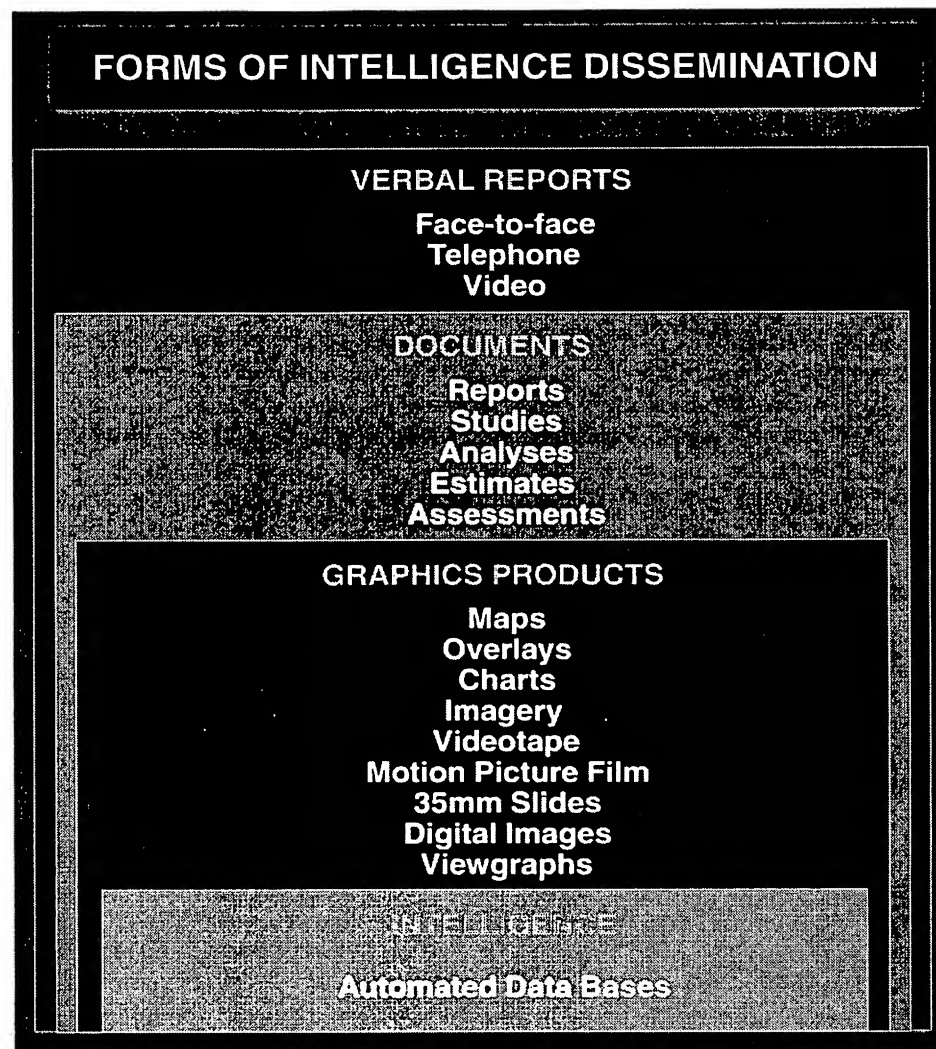 FORMS OF INTELLIGENCE DISSEMINATION
VERBAL REPORTS
Face-to-face
Telephone
Video
DOCUMENTS
Reports
Studies
Analyses
Estimates
Assessments
GRAPHICS PRODUCTS
Maps
Overlays
Charts
Imagery
Videotape
Motion Picture Film
35mm Slides
Digital Images
Viewgraphs
INTELLIGENCE
Automated Data Bases